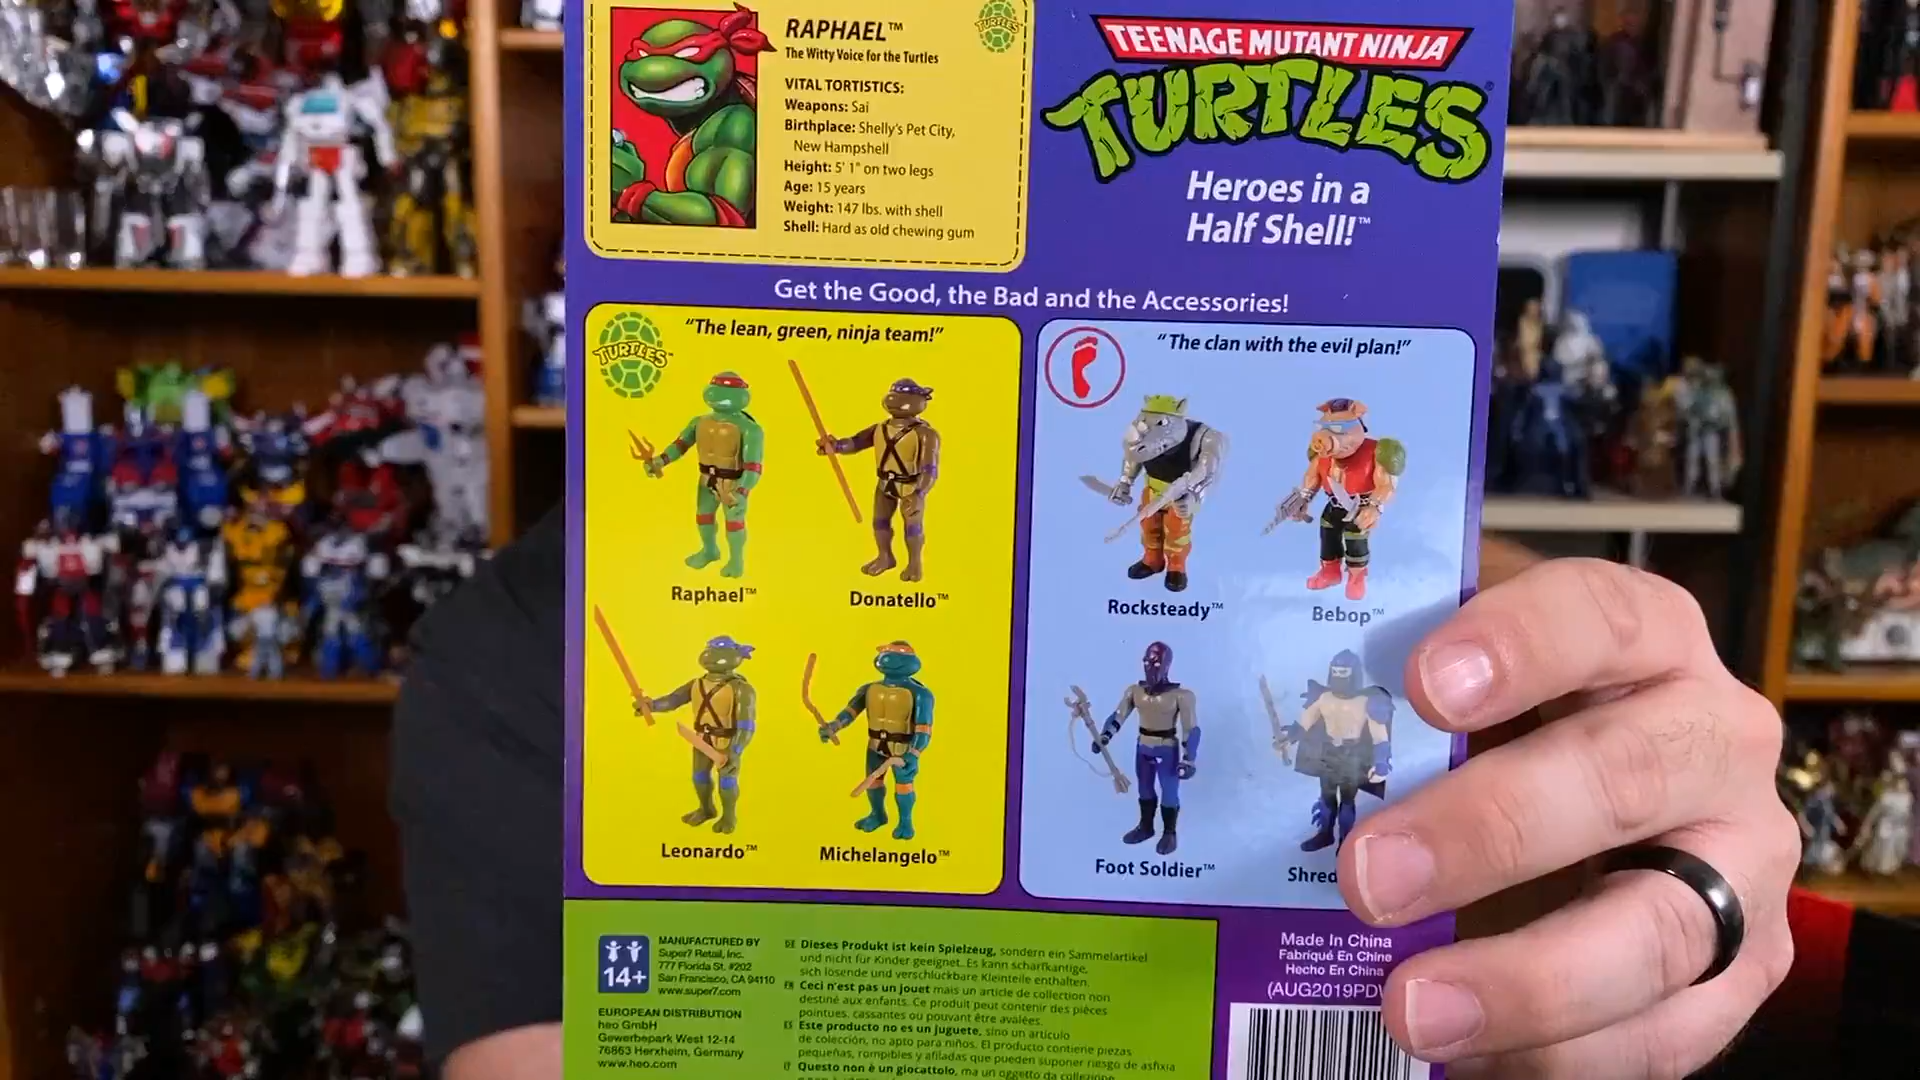 RAPHAEL™
The Witty Voice for the Turtles
VITAL TORTISTICS:
Weapons: Sai
Birthplace: Shelly's Pet City,
New Hampshell
Height: 5' 1" on two legs
Age: 15 years
Weight: 147 lbs. with shell
Shell: Hard as old chewing gum
TURTLES
TEENAGE MUTANT NINJA
TURTLES®
Heroes in a
Half Shell!™
Get the Good, the Bad and the Accessories!
TURTLES™
"The lean, green, ninja team!"
Raphael™
Donatello™
Leonardo™
Michelangelo™
"The clan with the evil plan!"
Rocksteady™
Bebop™
Foot Soldier™
Shred
14+
MANUFACTURED BY
Super7 Retail, Inc.
777 Florida St. #202
San Francisco, CA 94110
www.super7.com
EUROPEAN DISTRIBUTION
heo GmbH
Gewerbepark West 12-14
76863 Herxheim, Germany
www.heo.com
DE Dieses Produkt ist kein Spielzeug, sondern ein Sammelartikel
und nicht für Kinder geeignet. Es kann scharfkantige,
sich lösende und verschluckbare Kleinteile enthalten.
FR Ceci n'est pas un jouet mais un article de collection non
destiné aux enfants. Ce produit peut contenir des pièces
pointues, cassantes ou pouvant être avalées.
ES Este producto no es un juguete, sino un artículo
de colección, no apto para niños. El producto contiene piezas
pequeñas, rompibles y afiladas que pueden suponer riesgo de asfixia
IT Questo non è un giocattolo, ma un oggetto da collezione
Made In China
Fabriqué En Chine
Hecho En China
(AUG2019PDV